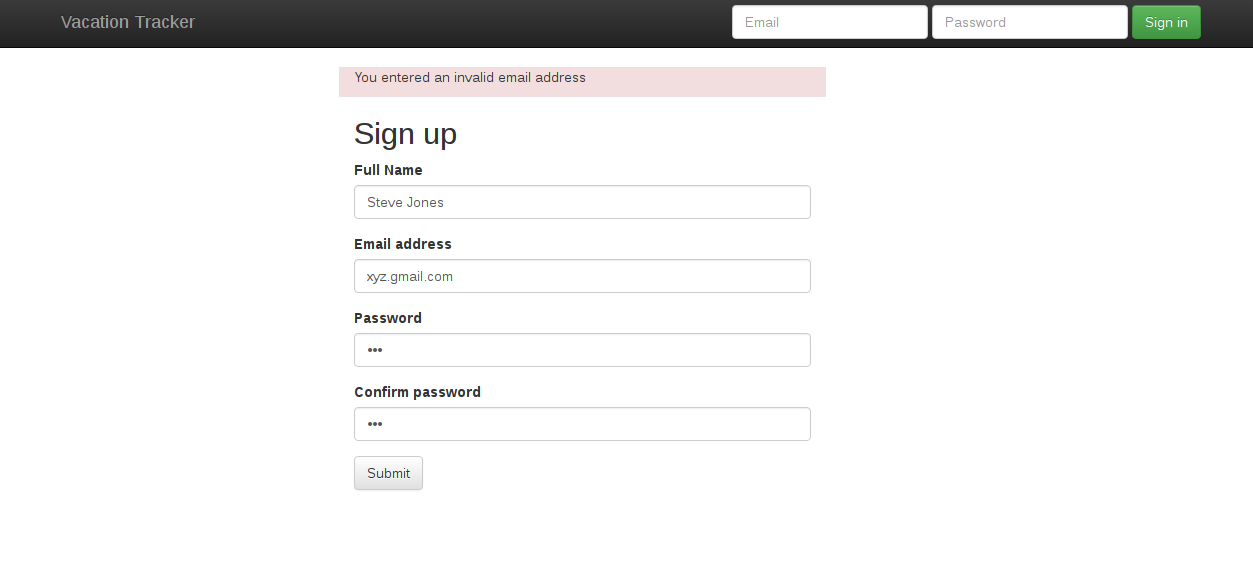 Vacation Tracker
Email
Password
Sign in
You entered an invalid email address
Sign up
Full Name
Steve Jones
Email address
xyz.gmail.com
Password
•••
Confirm password
•••
Submit